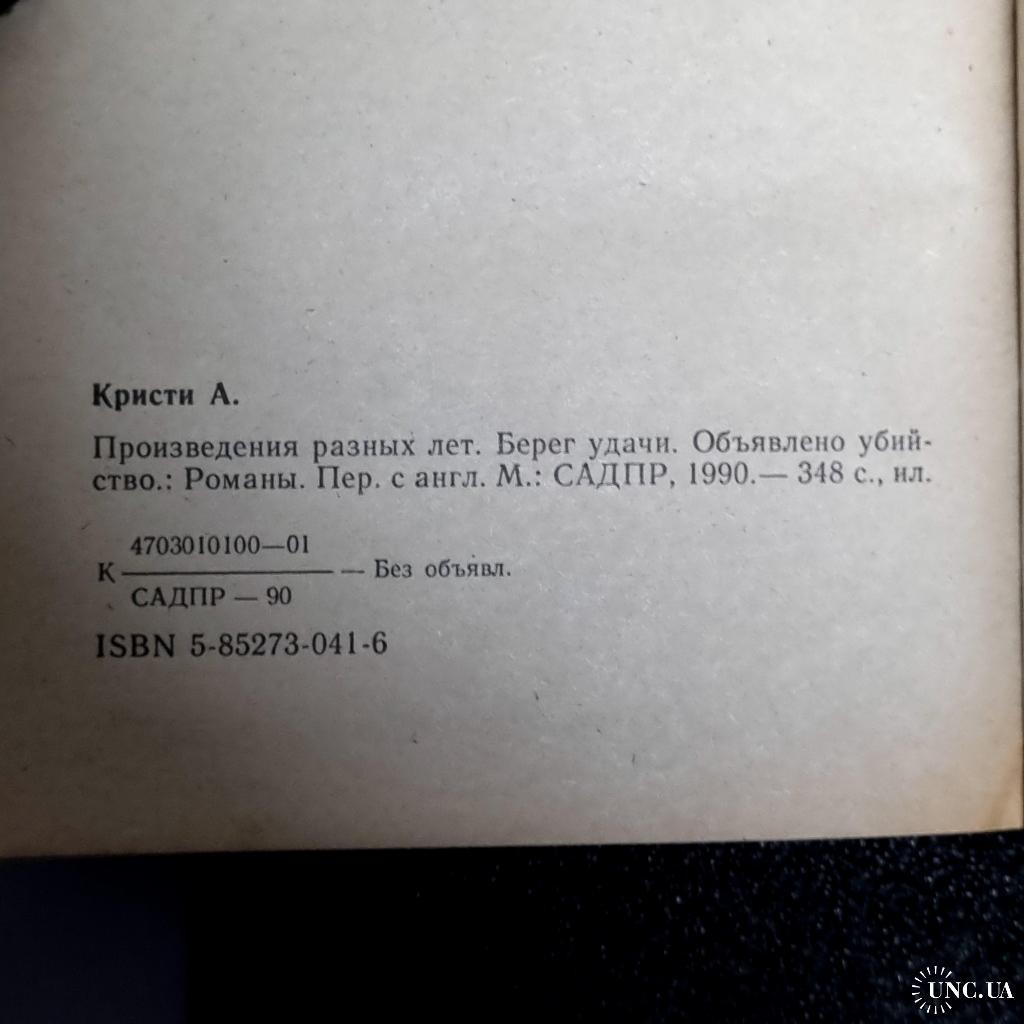 Кристи А.
Произведения разных лет. Берег удачи. Объявлено убий-
ство.: Романы. Пер. с англ. М.: САДПР, 1990.— 348 с., ил.
4703010100—01
К ——— — Без объявл.
САДПР — 90
ISBN 5-85273-041-6
UNC.UA